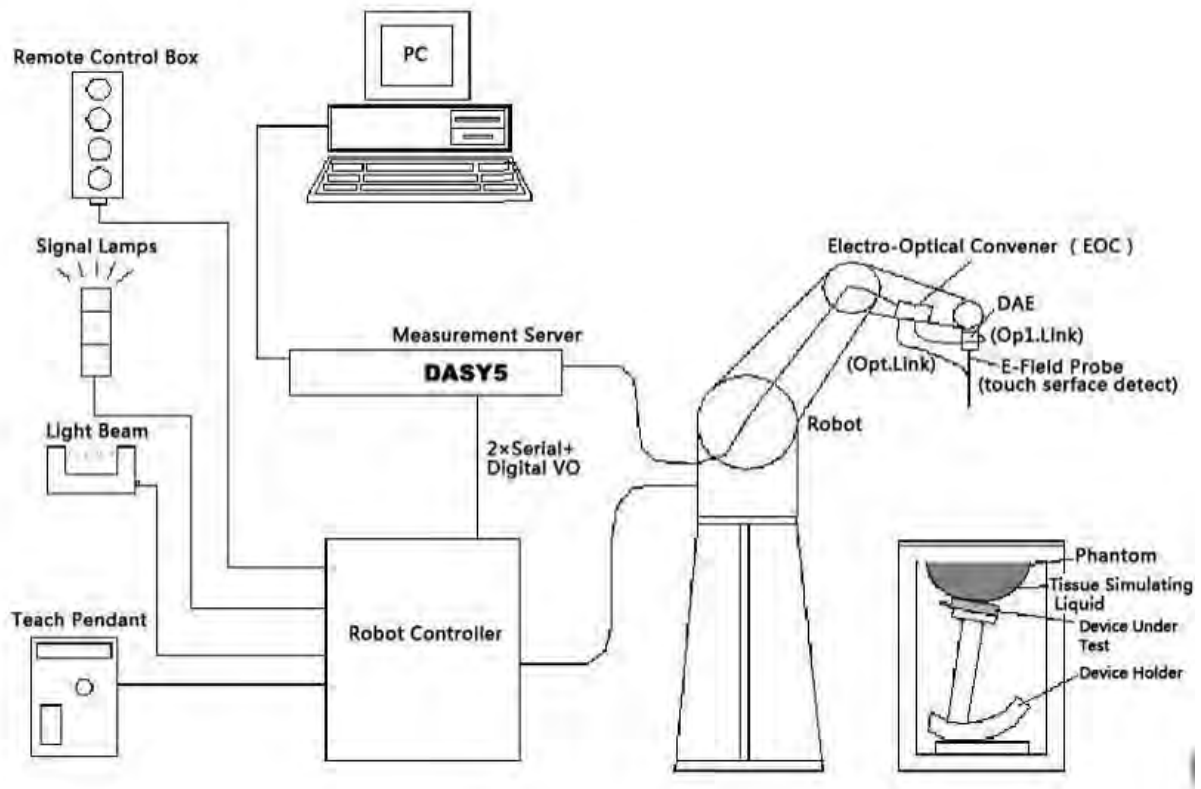 PC
Remote Control Box
Signal Lamps
Electro-Optical Convener ( EOC )
DAE
(Op1.Link)
Measurement Server
DASY5
(Opt.Link)
E-Field Probe
(touch serface detect)
Robot
Light Beam
2×Serial+
Digital VO
Phantom
Tissue Simulating
Liquid
Device Under
Test
Teach Pendant
Robot Controller
Device Holder